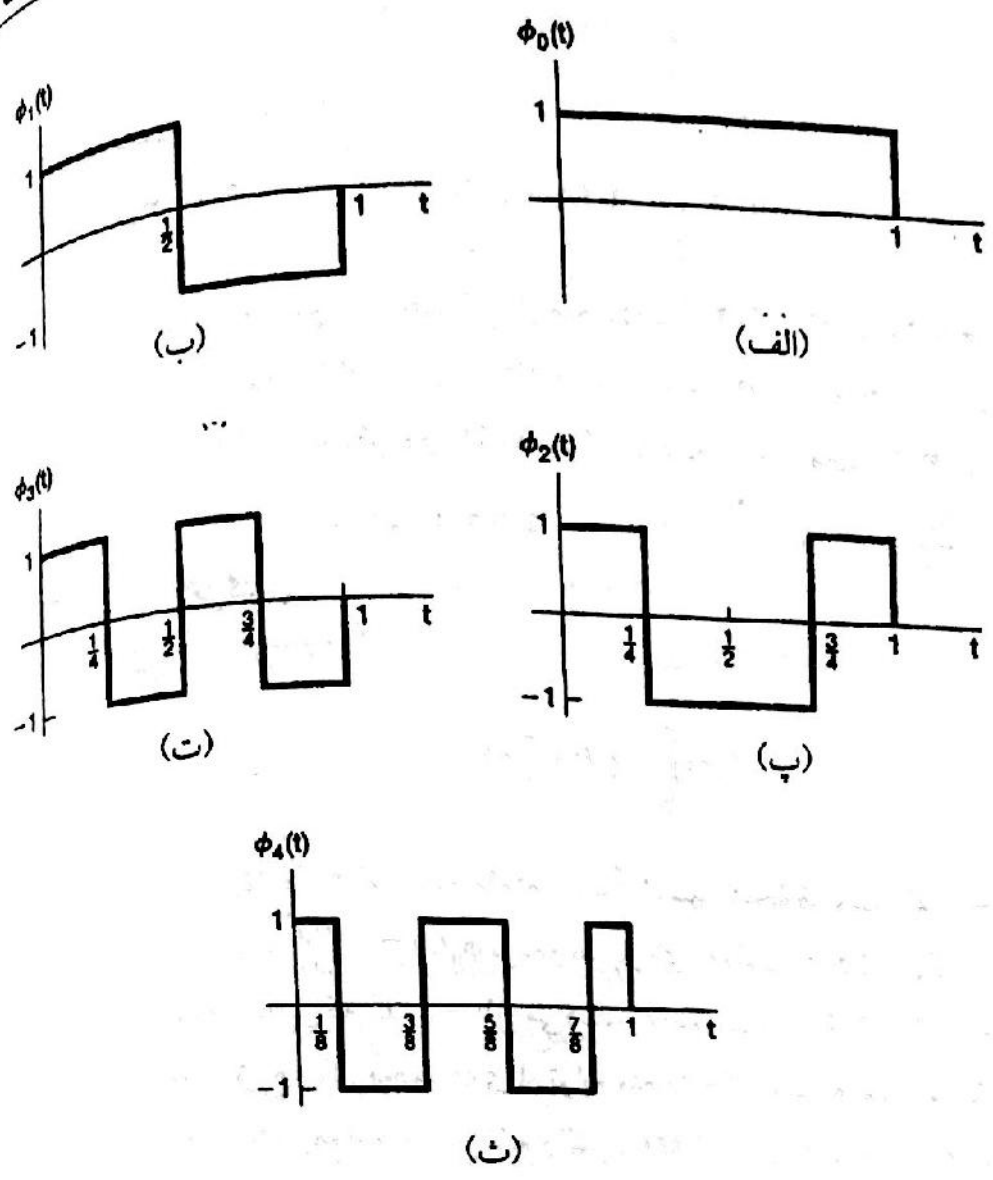 ϕ₀(t)
1
1 t
(الف)
ϕ₁(t)
1
1/2 1 t
-1
(ب)
ϕ₂(t)
1
1/4 1/2 3/4 1 t
-1
(پ)
ϕ₃(t)
1
1/4 1/2 3/4 1 t
-1
(ت)
ϕ₄(t)
1
1/8 3/8 5/8 7/8 1 t
-1
(ث)